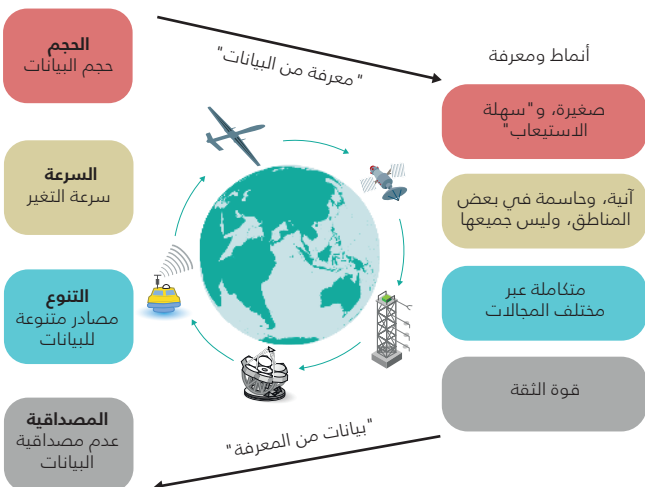 الحجم
حجم البيانات
السرعة
سرعة التغير
التنوع
مصادر متنوعة
للبيانات
المصداقية
عدم مصداقية
البيانات
"معرفة من البيانات"
"بيانات من المعرفة"
أنماط ومعرفة
صغيرة، و"سهلة
الاستيعاب"
آنية، وحاسمة في بعض
المناطق، وليس جميعها
متكاملة عبر
مختلف المجالات
قوة الثقة